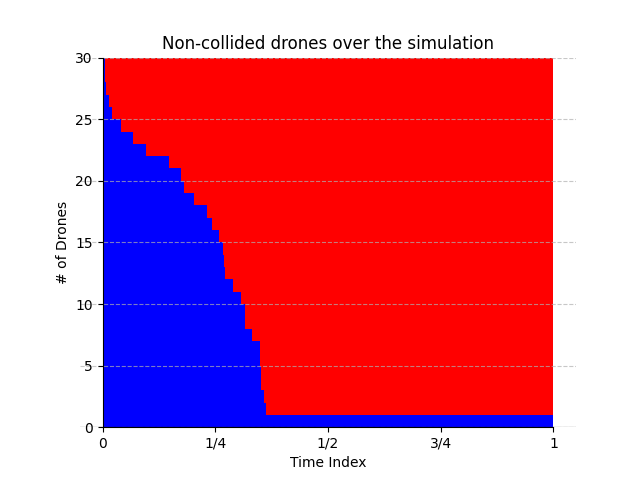 Non-collided drones over the simulation
30
25
20
15
10
5
0
# of Drones
0 1/4 1/2 3/4 1
Time Index